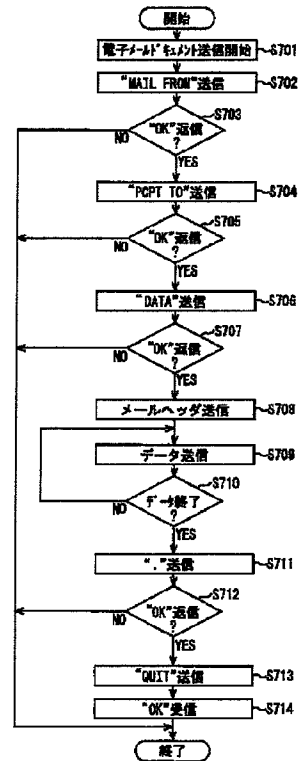 開始
電子メールドキュメント送信開始 S701
"MAIL FROM"送信 S702
S703
"OK"返信
?
NO
YES
"PCPT TO"送信 S704
S705
"OK"返信
?
NO
YES
"DATA"送信 S706
S707
"OK"返信
?
NO
YES
メールヘッダ送信 S708
データ送信 S709
S710
データ終了
?
NO
YES
"."送信 S711
S712
"OK"返信
?
NO
YES
"QUIT"送信 S713
"OK"受信 S714
終了